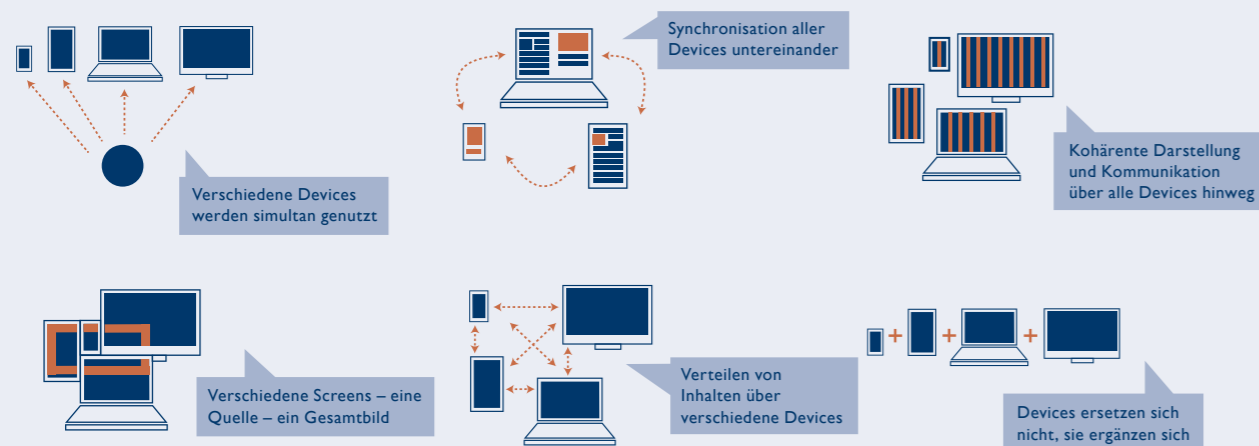 Verschiedene Devices
werden simultan genutzt
Synchronisation aller
Devices untereinander
Kohärente Darstellung
und Kommunikation
über alle Devices hinweg
Verschiedene Screens – eine
Quelle – ein Gesamtbild
Verteilen von
Inhalten über
verschiedene Devices
Devices ersetzen sich
nicht, sie ergänzen sich